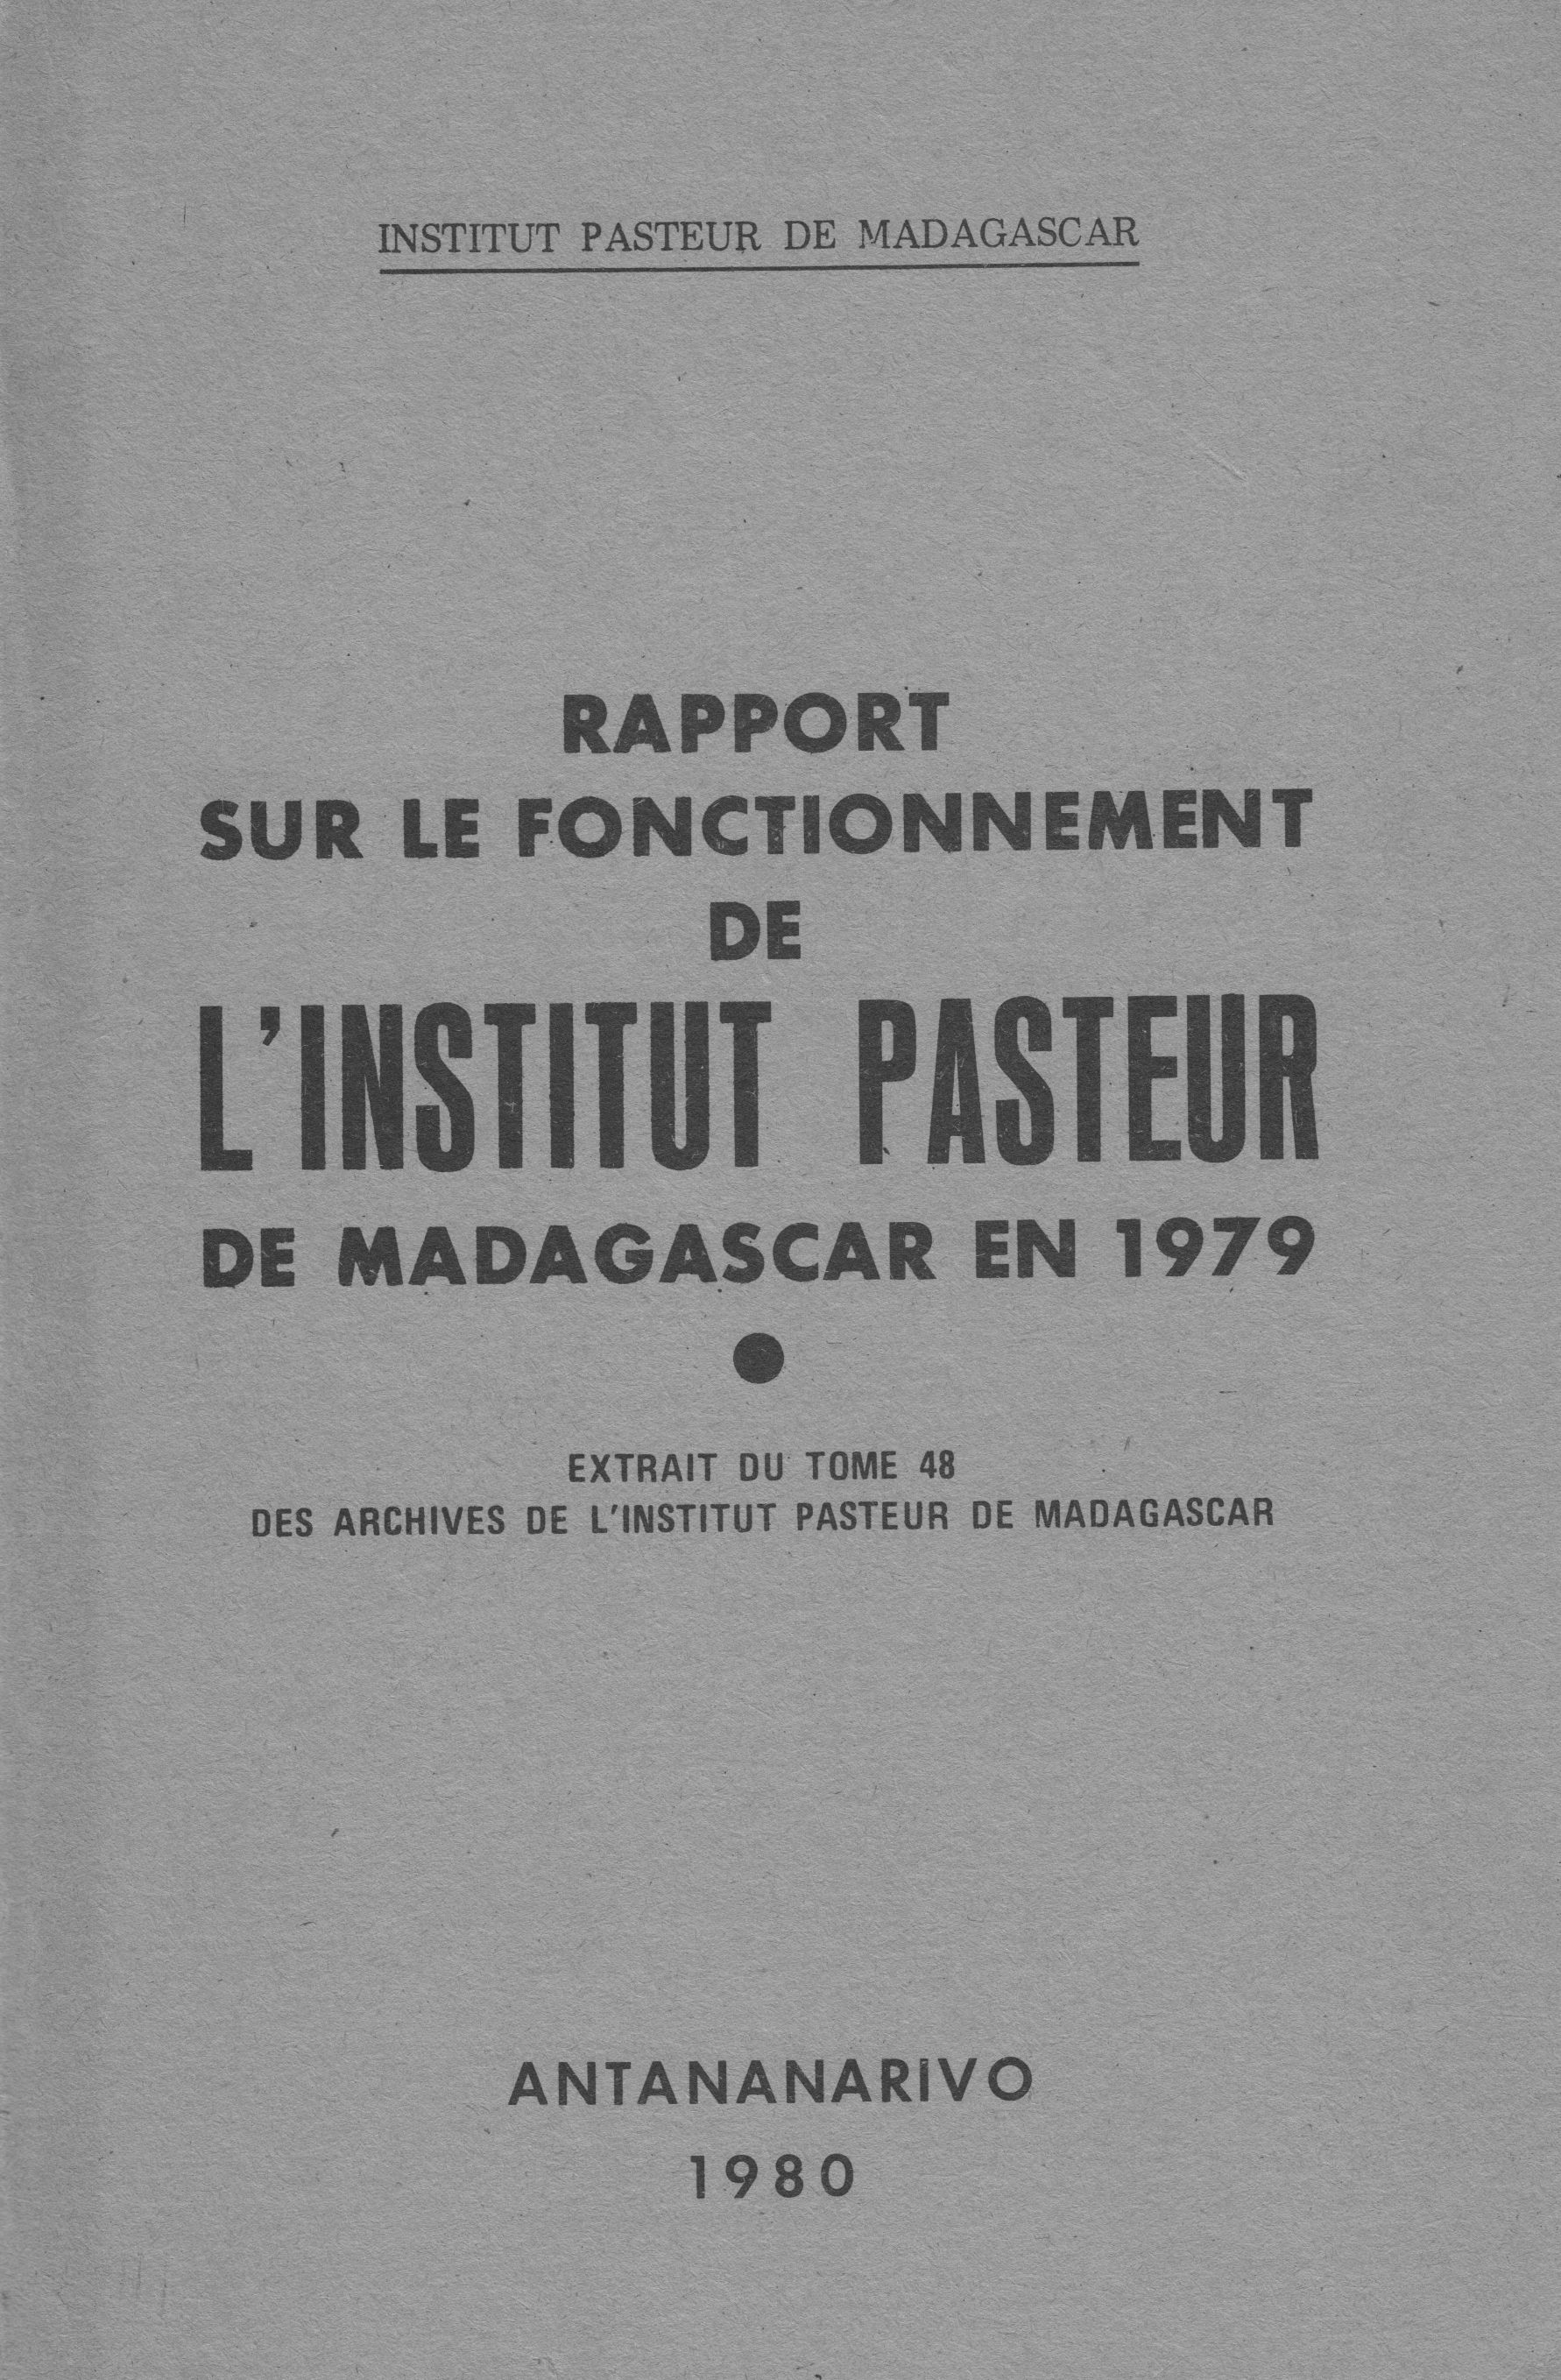 INSTITUT PASTEUR DE MADAGASCAR
RAPPORT
SUR LE FONCTIONNEMENT
DE
L'INSTITUT PASTEUR
DE MADAGASCAR EN 1979
EXTRAIT DU TOME 48
DES ARCHIVES DE L'INSTITUT PASTEUR DE MADAGASCAR
ANTANANARIVO
1980